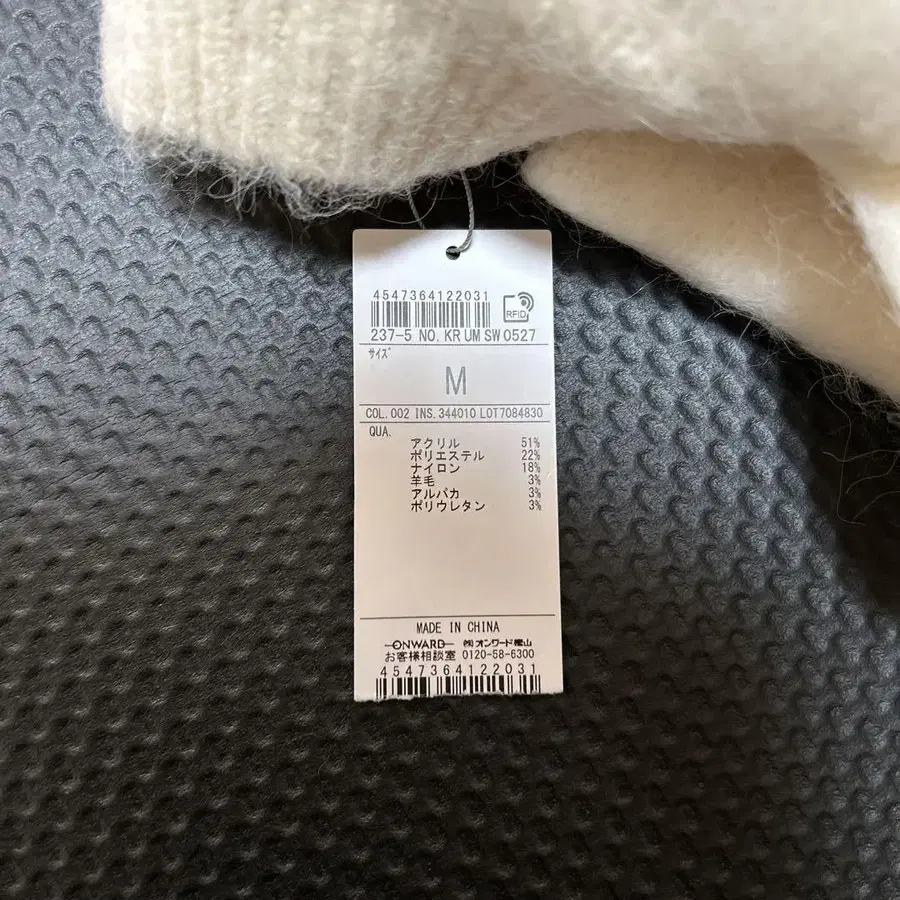 4547364122031
RFID
237-5 NO. KR UM SW 0527
サイズ
M
COL. 002 INS. 344010 LOT7084830
QUA.
アクリル 51%
ポリエステル 22%
ナイロン 18%
羊毛 3%
アルパカ 3%
ポリウレタン 3%
MADE IN CHINA
ONWARD ㈱オンワード樫山
お客様相談室 0120-58-6300
4547364122031